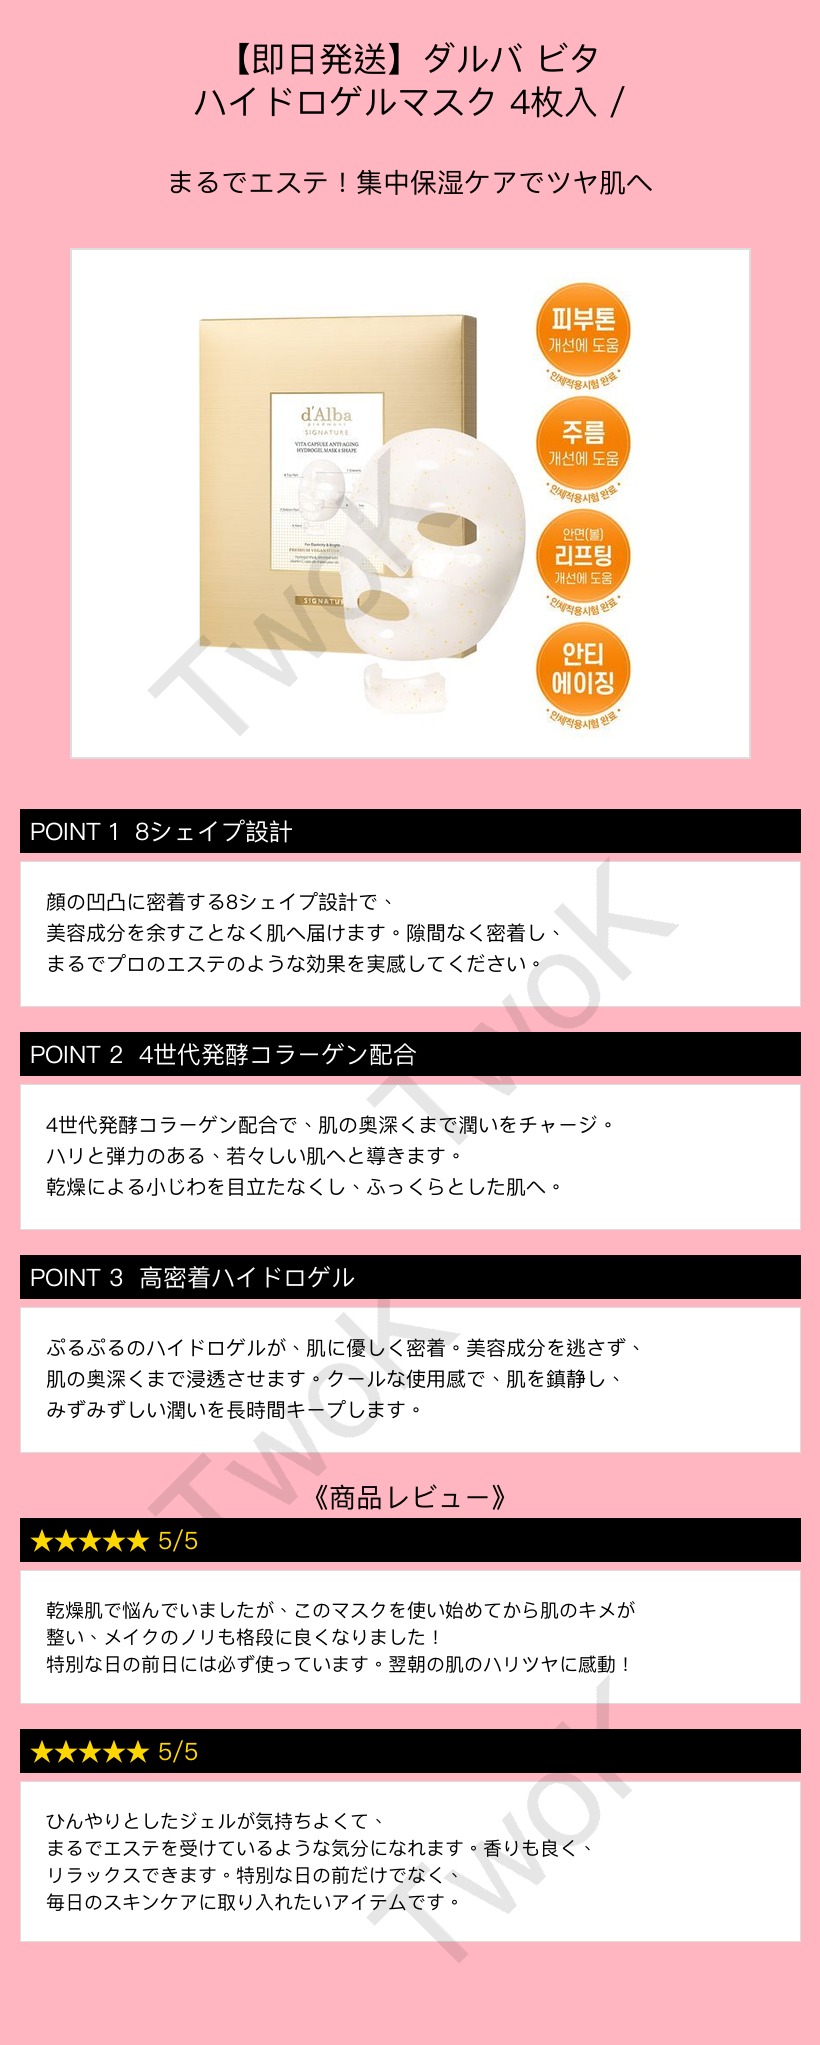 【即日発送】ダルバ ビタ
ハイドロゲルマスク 4枚入 /
まるでエステ！集中保湿ケアでツヤ肌へ
d'Alba
piedmont
SIGNATURE
VITA CAPSULE ANTI-AGING
HYDROGEL MASK 8 SHAPE
For Elasticity & Bright
PREMIUM VEGAN
SIGNATUR
피부톤
개선에 도움
인체적용시험 완료
주름
개선에 도움
인체적용시험 완료
안면(볼)
리프팅
개선에 도움
인체적용시험 완료
안티
에이징
인체적용시험 완료
TwoK
POINT 1 8シェイプ設計
顔の凹凸に密着する8シェイプ設計で、
美容成分を余すことなく肌へ届けます。隙間なく密着し、
まるでプロのエステのような効果を実感してください。
TwoK
POINT 2 4世代発酵コラーゲン配合
4世代発酵コラーゲン配合で、肌の奥深くまで潤いをチャージ。
ハリと弾力のある、若々しい肌へと導きます。
乾燥による小じわを目立たなくし、ふっくらとした肌へ。
POINT 3 高密着ハイドロゲル
ぷるぷるのハイドロゲルが、肌に優しく密着。美容成分を逃さず、
肌の奥深くまで浸透させます。クールな使用感で、肌を鎮静し、
みずみずしい潤いを長時間キープします。
TwoK
《商品レビュー》
★★★★★ 5/5
乾燥肌で悩んでいましたが、このマスクを使い始めてから肌のキメが
整い、メイクのノリも格段に良くなりました！
特別な日の前日には必ず使っています。翌朝の肌のハリツヤに感動！
★★★★★ 5/5
ひんやりとしたジェルが気持ちよくて、
まるでエステを受けているような気分になれます。香りも良く、
リラックスできます。特別な日の前だけでなく、
毎日のスキンケアに取り入れたいアイテムです。
TwoK